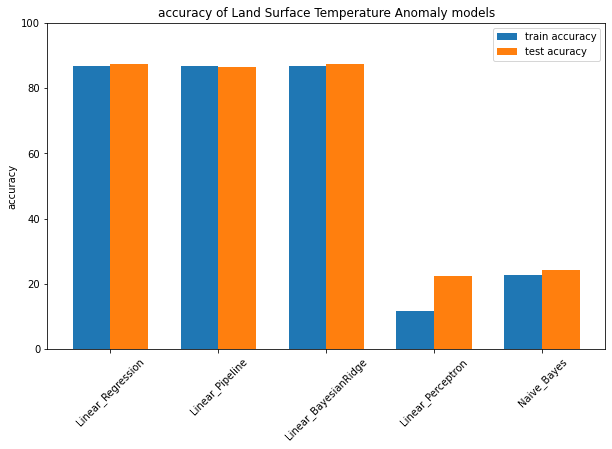 accuracy of Land Surface Temperature Anomaly models
train accuracy
test acuracy
accuracy
100
80
60
40
20
0
Linear_Regression
Linear_Pipeline
Linear_BayesianRidge
Linear_Perceptron
Naive_Bayes